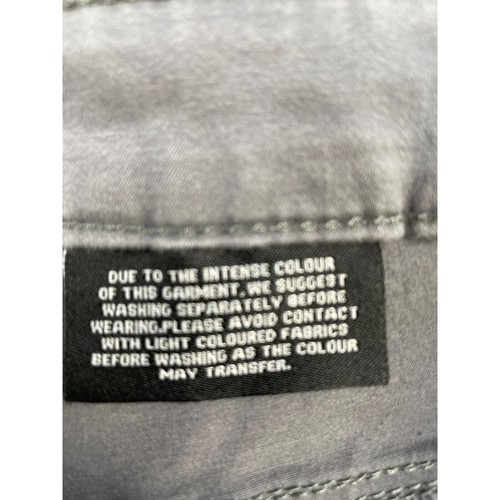 DUE TO THE INTENSE COLOUR
OF THIS GARMENT, WE SUGGEST
WASHING SEPARATELY BEFORE
WEARING.PLEASE AVOID CONTACT
WITH LIGHT COLOURED FABRICS
BEFORE WASHING AS THE COLOUR
MAY TRANSFER.